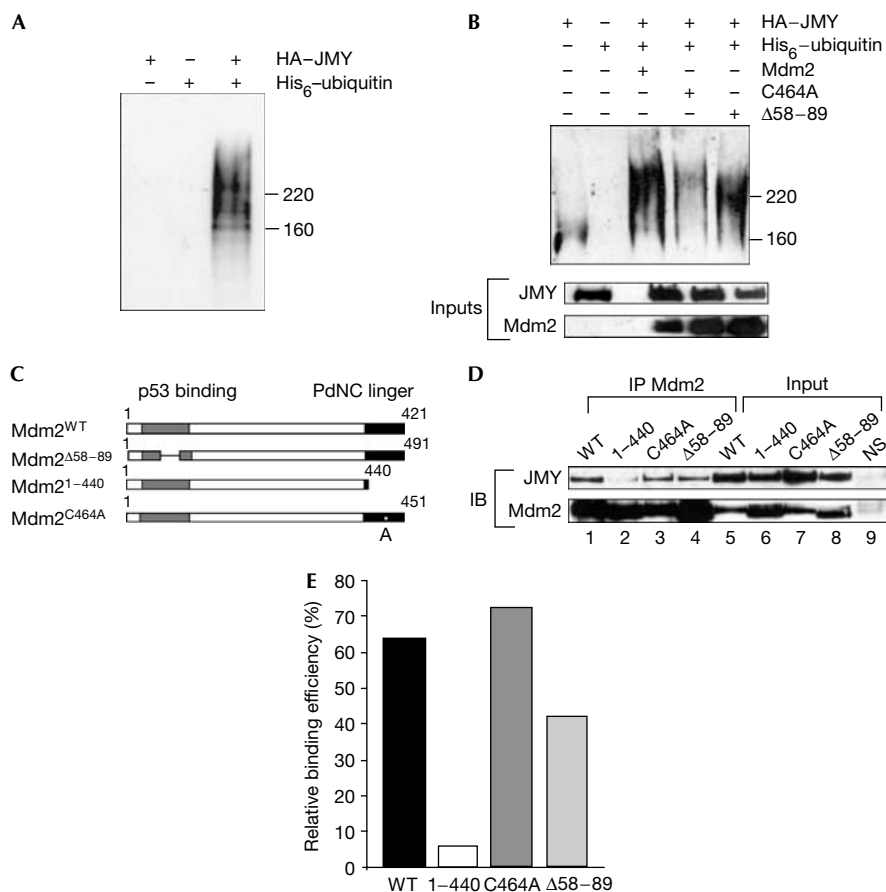 A
+ – + HA–JMY
– + + His6–ubiquitin
220
160
B
+ – + + + HA–JMY
– + + + + His6–ubiquitin
– – + – – Mdm2
– – – + – C464A
– – – – + Δ58–89
220
160
Inputs
JMY
Mdm2
C
p53 binding PdNC linger
1 421
Mdm2WT
1 491
Mdm2Δ58–89
1 440
Mdm21–440
1 451
Mdm2C464A
A
D
IP Mdm2 Input
WT 1–440 C464A Δ58–89 WT 1–440 C464A Δ58–89 NS
IB
JMY
Mdm2
1 2 3 4 5 6 7 8 9
E
Relative binding efficiency (%)
80
70
60
50
40
30
20
10
0
WT 1–440 C464A Δ58–89